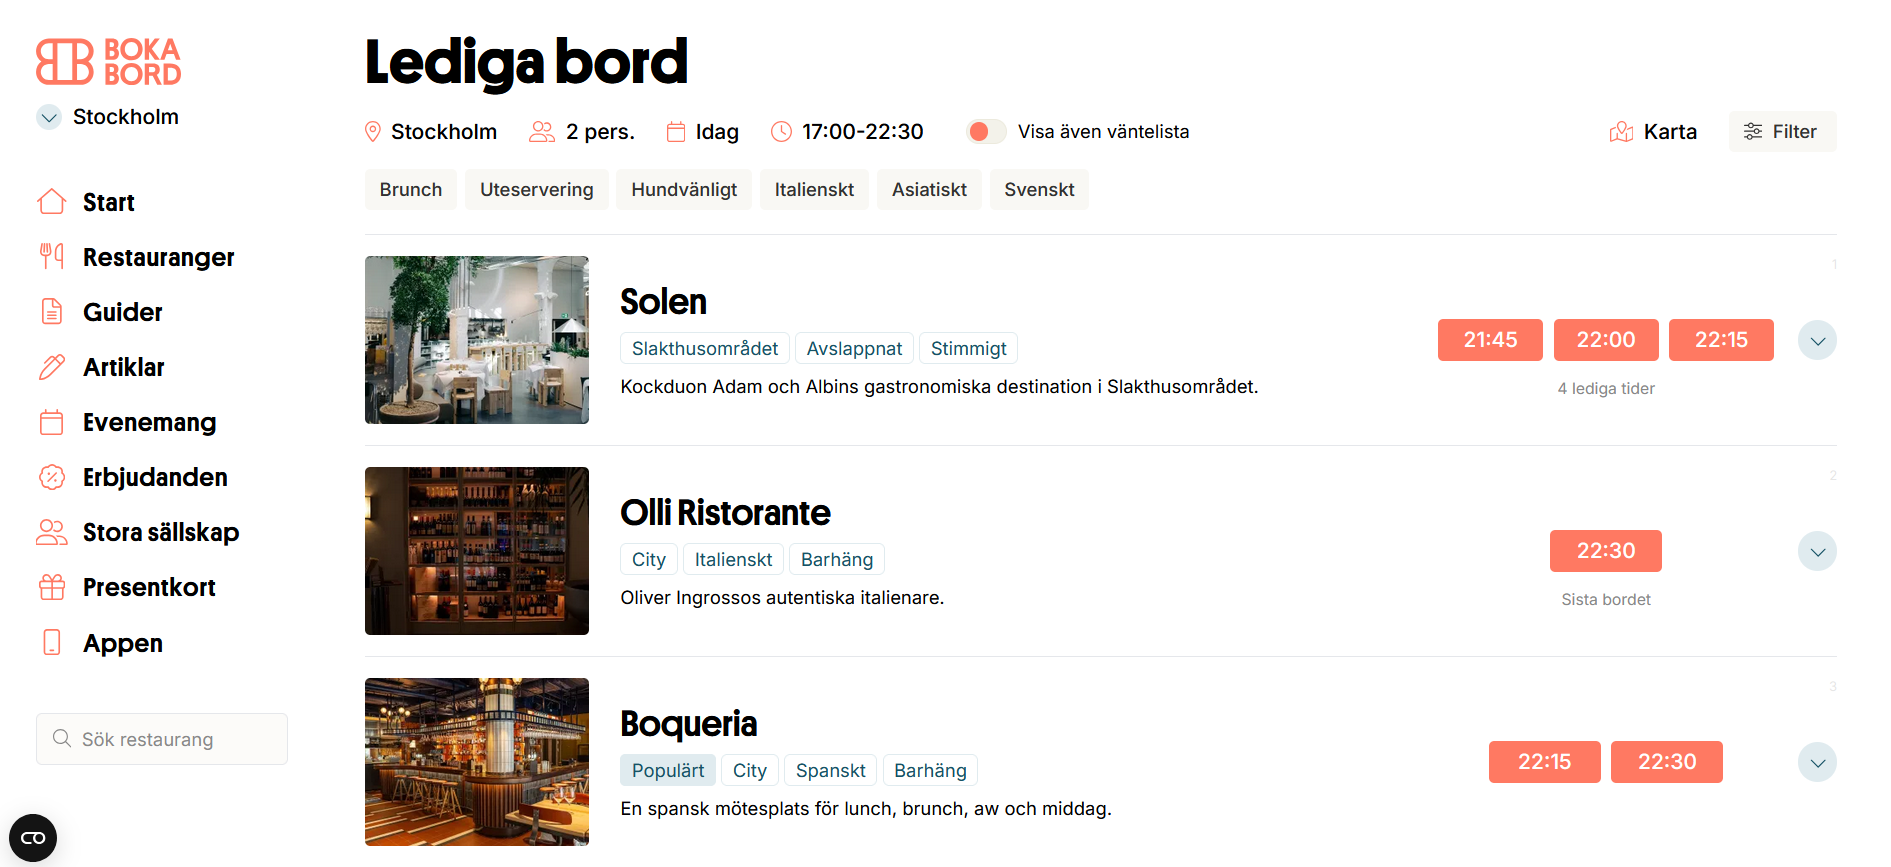 BOKA
BORD
Stockholm
Start
Restauranger
Guider
Artiklar
Evenemang
Erbjudanden
Stora sällskap
Presentkort
Appen
Sök restaurang
Lediga bord
Stockholm 2 pers. Idag 17:00-22:30 Visa även väntelista Karta Filter
Brunch Uteservering Hundvänligt Italienskt Asiatiskt Svenskt
1
Solen
Slakthusområdet Avslappnat Stimmigt
Kockduon Adam och Albins gastronomiska destination i Slakthusområdet.
21:45 22:00 22:15
4 lediga tider
2
Olli Ristorante
City Italienskt Barhäng
Oliver Ingrossos autentiska italienare.
22:30
Sista bordet
3
Boqueria
Populärt City Spanskt Barhäng
En spansk mötesplats för lunch, brunch, aw och middag.
22:15 22:30